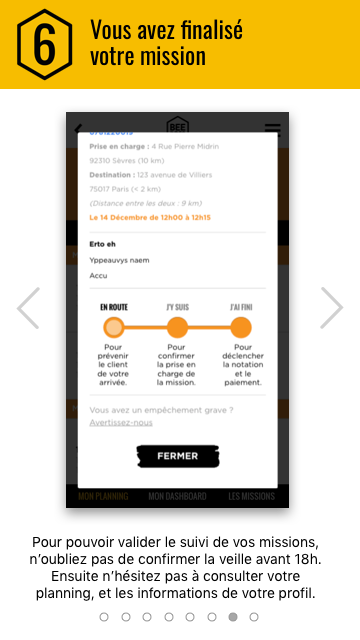 6
Vous avez finalisé
votre mission
BEE
Prise en charge : 4 Rue Pierre Midrin
92310 Sèvres (10 km)
Destination : 123 avenue de Villiers
75017 Paris (< 2 km)
(Distance entre les deux : 9 km)
Le 14 Décembre de 12h00 à 12h15
Erto eh
Yppeauvys naem
Accu
EN ROUTE J'Y SUIS J'AI FINI
Pour Pour Pour
prévenir confirmer déclencher
le client la prise en la notation
de votre charge de et le
arrivée. la mission. paiement.
Vous avez un empêchement grave ?
Avertissez-nous
FERMER
MON PLANNING MON DASHBOARD LES MISSIONS
Pour pouvoir valider le suivi de vos missions,
n’oubliez pas de confirmer la veille avant 18h.
Ensuite n’hésitez pas à consulter votre
planning, et les informations de votre profil.